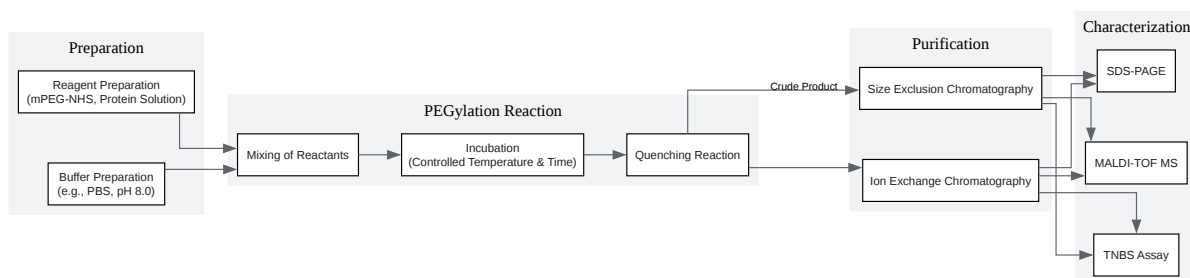 Preparation
Reagent Preparation
(mPEG-NHS, Protein Solution)
Buffer Preparation
(e.g., PBS, pH 8.0)
PEGylation Reaction
Mixing of Reactants
Incubation
(Controlled Temperature & Time)
Quenching Reaction
Crude Product
Purification
Size Exclusion Chromatography
Ion Exchange Chromatography
Characterization
SDS-PAGE
MALDI-TOF MS
TNBS Assay